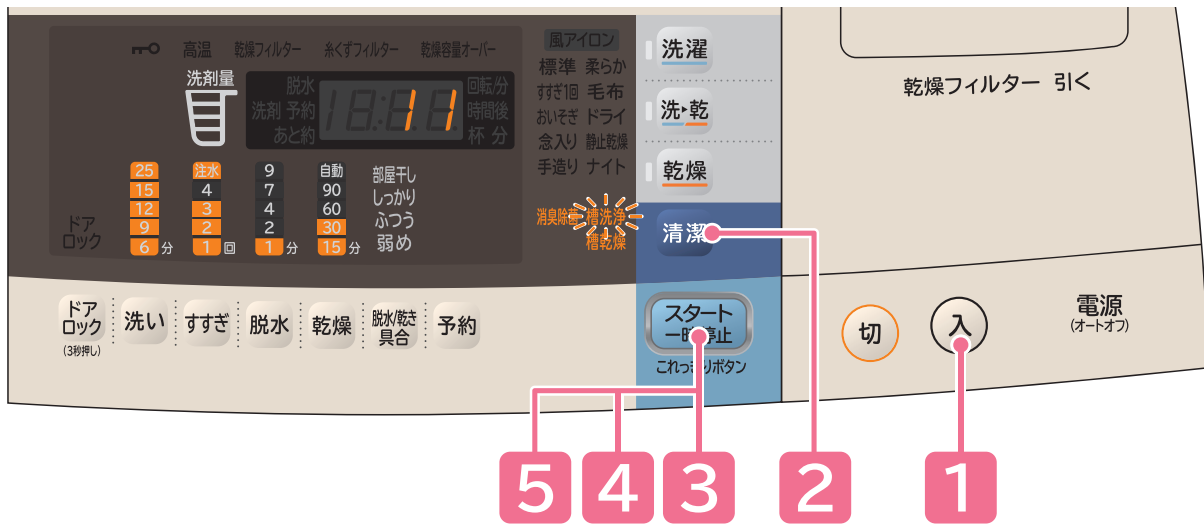 高温 乾燥フィルター 糸くずフィルター 乾燥容量オーバー
洗剤量
脱水 回転/分
洗剤 予約 時間後
あと約 杯 分
18:88
11
25 注水 9 自動 部屋干し
15 4 7 90 しっかり
12 3 4 60 ふつう
9 2 2 30 弱め
6 分 1 回 1 分 15 分
ドア
ロック
風アイロン
標準 柔らか
すすぎ1回 毛布
おいそぎ ドライ
念入り 静止乾燥
手造り ナイト
消臭除菌 槽洗浄
槽乾燥
洗濯
洗▶乾
乾燥
清潔
乾燥フィルター 引く
ドア
ロック
(3秒押し)
洗い
すすぎ
脱水
乾燥
脱水/乾き
具合
予約
スタート
一時停止
これっきりボタン
切
入
電源
(オートオフ)
5 4 3 2 1